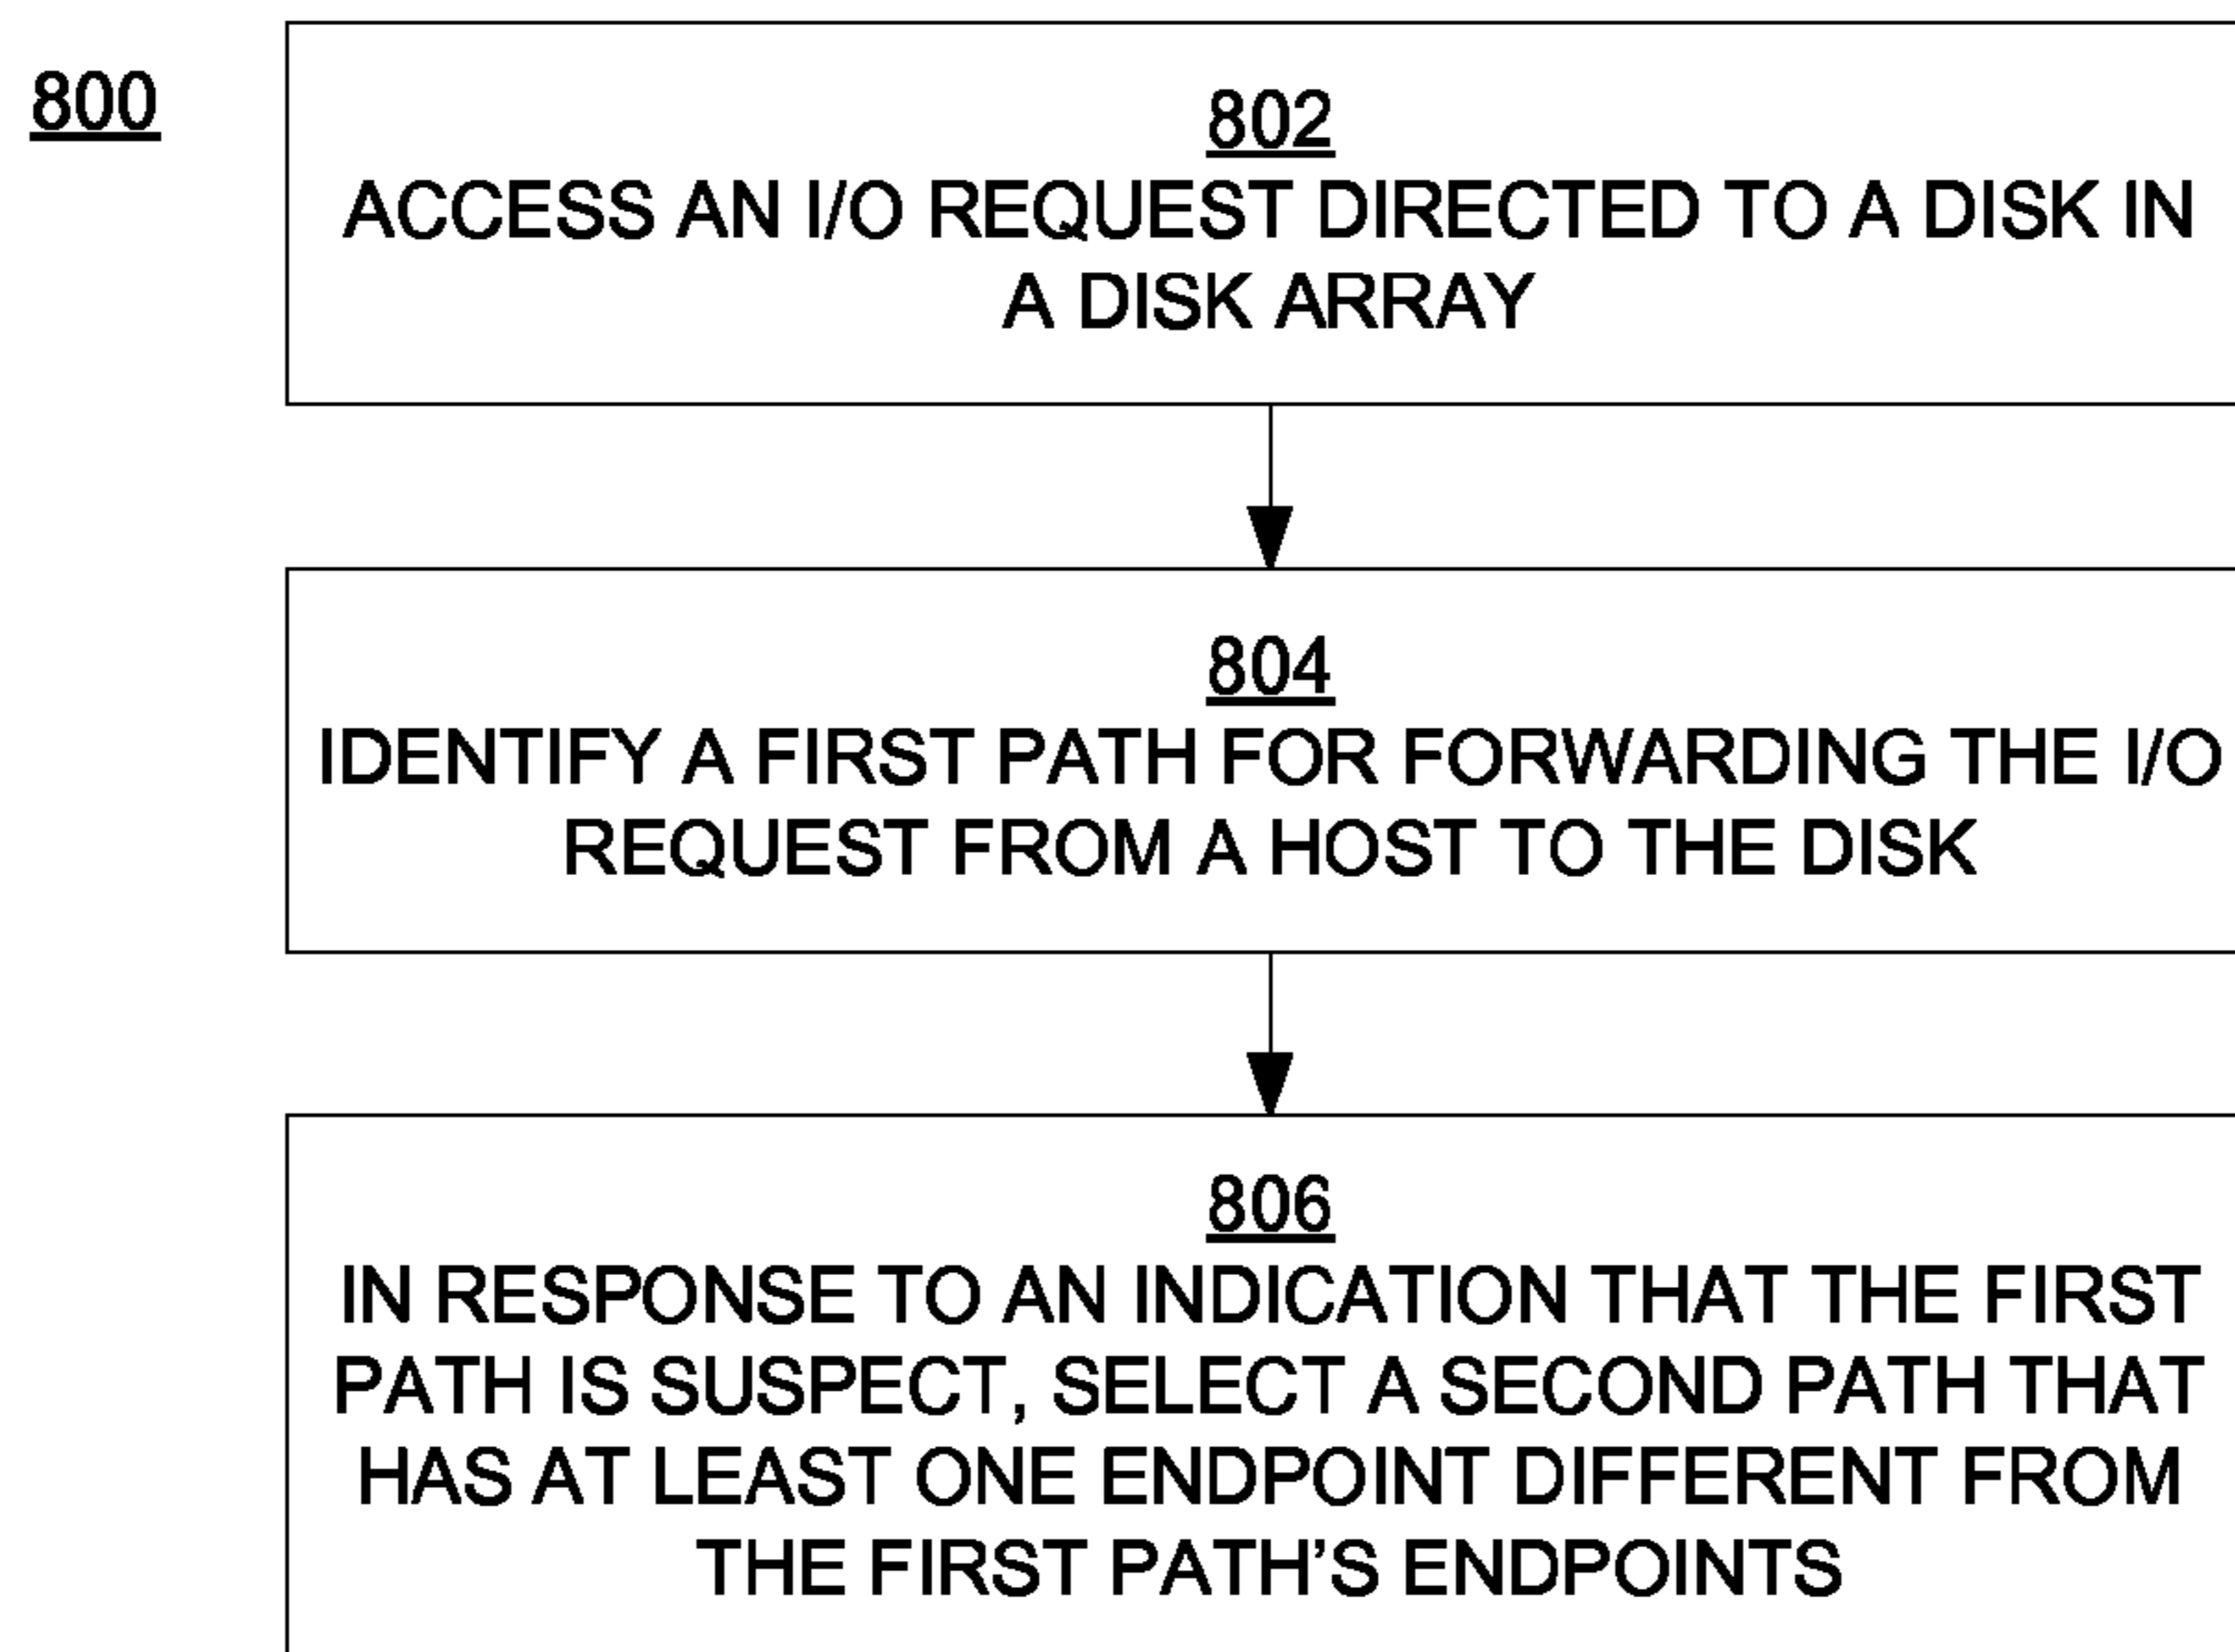 800
802
ACCESS AN I/O REQUEST DIRECTED TO A DISK IN
A DISK ARRAY
804
IDENTIFY A FIRST PATH FOR FORWARDING THE I/O
REQUEST FROM A HOST TO THE DISK
806
IN RESPONSE TO AN INDICATION THAT THE FIRST
PATH IS SUSPECT, SELECT A SECOND PATH THAT
HAS AT LEAST ONE ENDPOINT DIFFERENT FROM
THE FIRST PATH'S ENDPOINTS